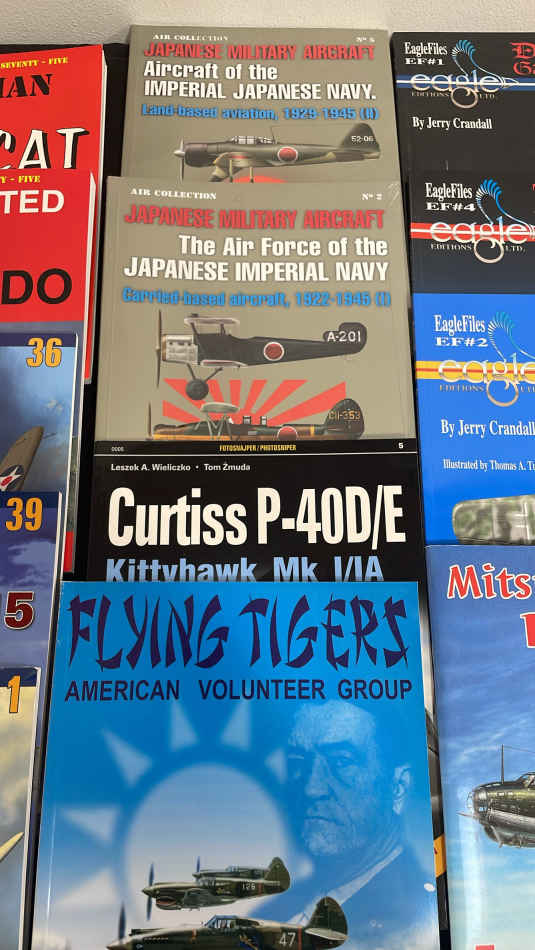 SEVENTY - FIVE
CAT
Y - FIVE
TED
DO
36
39
5
1
AIR COLLECTION Nº 5
JAPANESE MILITARY AIRCRAFT
Aircraft of the
IMPERIAL JAPANESE NAVY.
Land-based aviation, 1929-1945 (II)
52-06
AIR COLLECTION Nº 2
JAPANESE MILITARY AIRCRAFT
The Air Force of the
JAPANESE IMPERIAL NAVY
Carried-based aircraft, 1922-1945 (I)
A-201
CII-353
0005 FOTOSNAJPER / PHOTOSNIPER 5
Leszek A. Wieliczko • Tom Żmuda
Curtiss P-40D/E
Kittyhawk Mk I/IA
FLYING TIGERS
AMERICAN VOLUNTEER GROUP
47
EagleFiles
EF#1
eagle
EDITIONS LTD.
By Jerry Crandall
EagleFiles
EF#4
eagle
EDITIONS LTD.
EagleFiles
EF#2
eagle
EDITIONS
By Jerry Crandall
Illustrated by Thomas A.